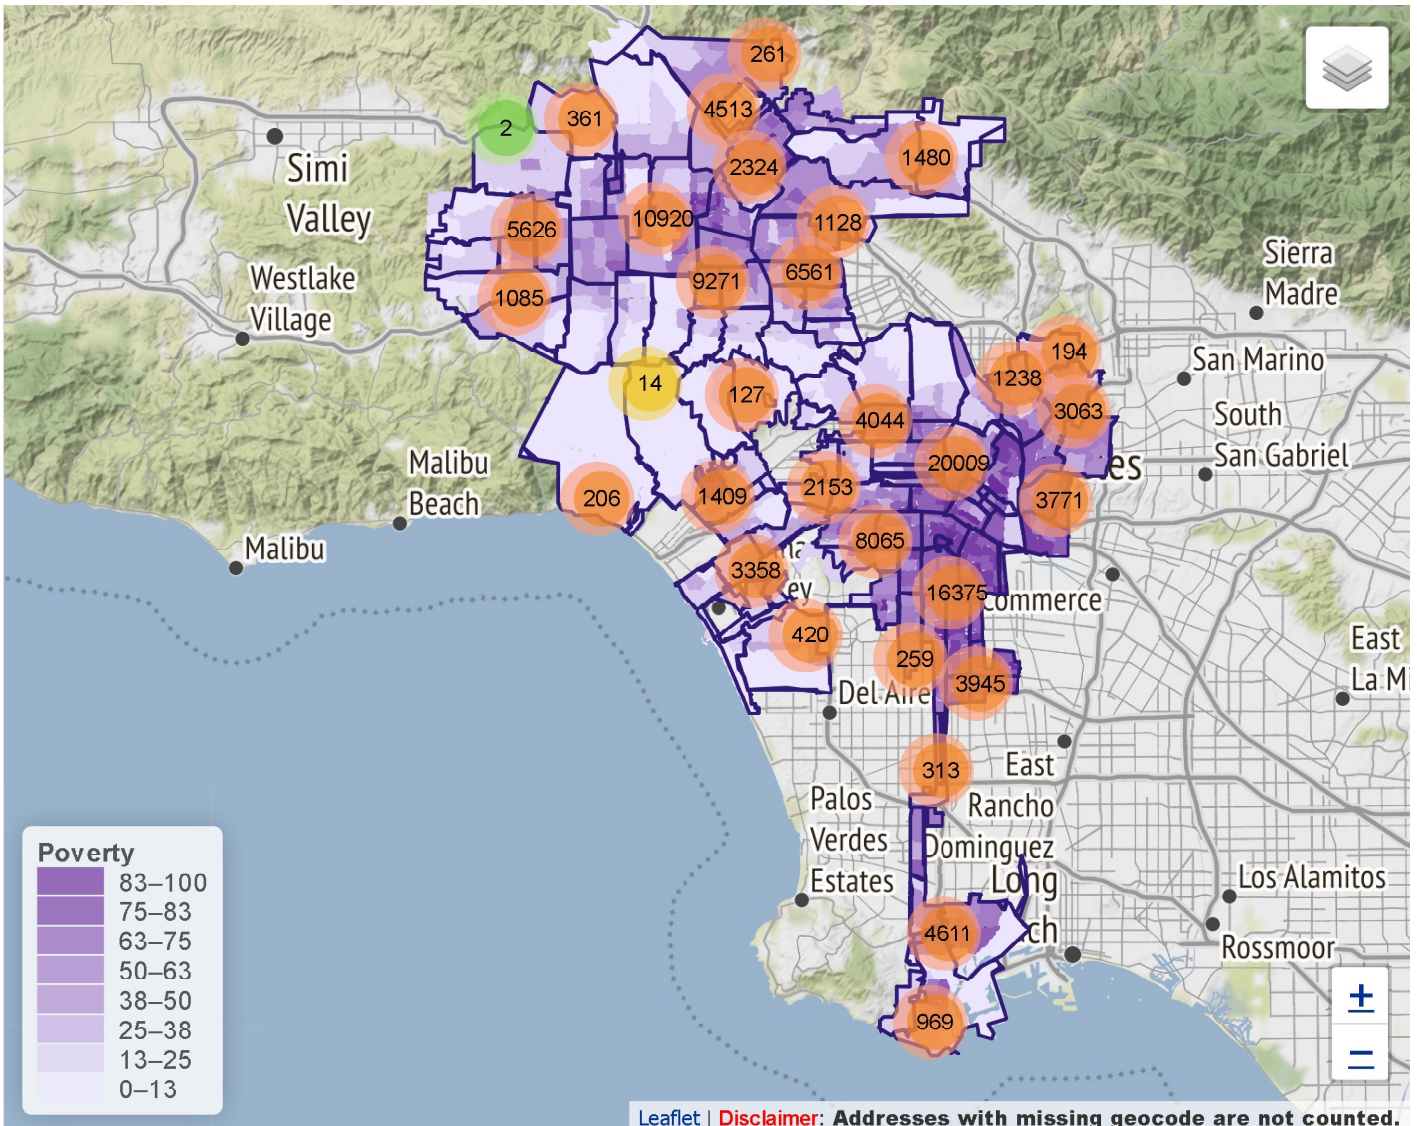 261
4513
361
2
2324
1480
Simi
Valley
10920
5626
1128
Sierra
Madre
6561
9271
Westlake
Village
1085
194
San Marino
1238
14
127
3063
South
San Gabriel
4044
20009
es
Malibu
Beach
206
1409
2153
3771
8065
Malibu
3358
ey
16375
Commerce
420
East
La Mi
259
3945
Del Aire
313
East
Rancho
Dominguez
Palos
Verdes
Estates
Long
ch
Los Alamitos
Rossmoor
4611
969
Poverty
83–100
75–83
63–75
50–63
38–50
25–38
13–25
0–13
+
−
Leaflet | Disclaimer: Addresses with missing geocode are not counted.